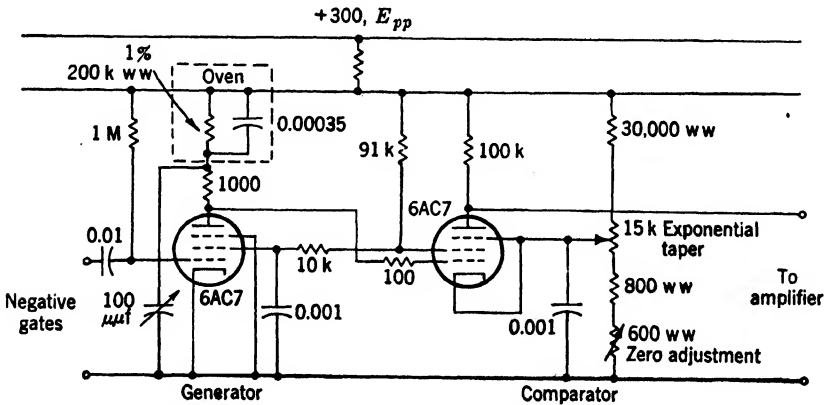 +300, E_pp
1%
200 k ww
Oven
0.00035
1 M
91 k
100 k
30,000 ww
1000
6AC7
15 k Exponential
taper
0.01
10 k
100
800 ww
To
amplifier
Negative
gates
100
μμf
6AC7
0.001
0.001
600 ww
Zero adjustment
Generator
Comparator